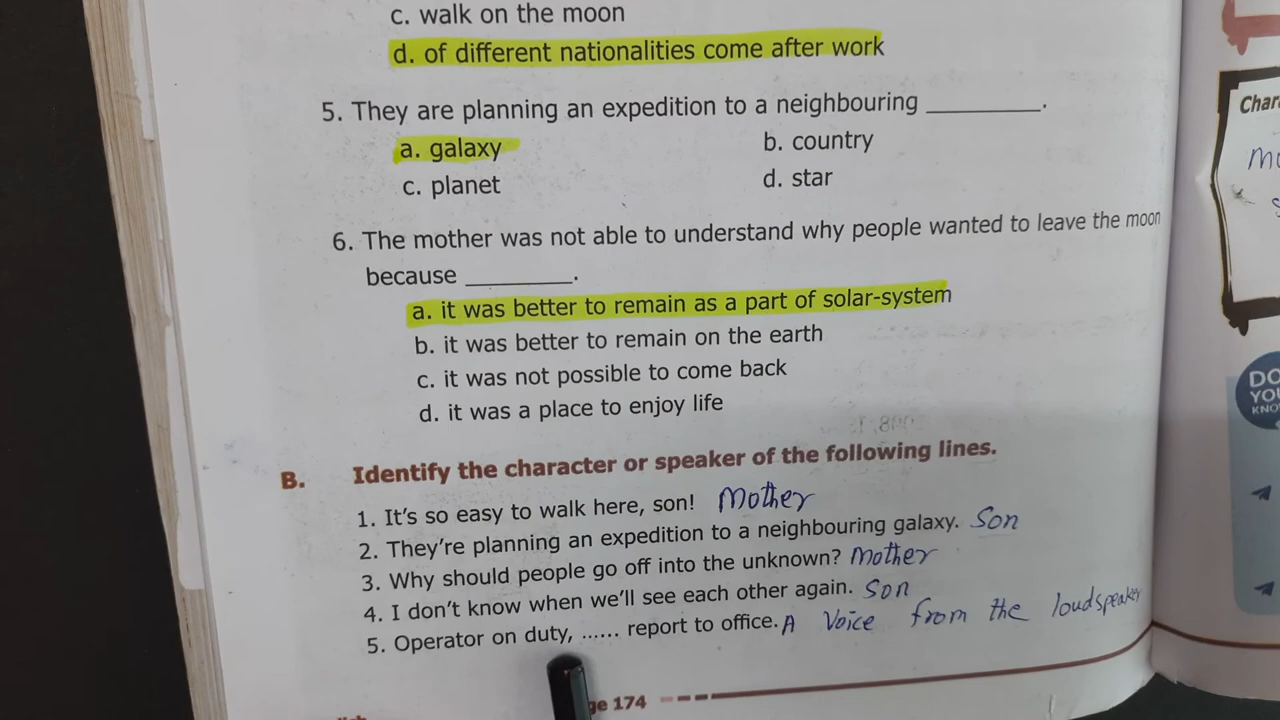 c. walk on the moon
d. of different nationalities come after work
5. They are planning an expedition to a neighbouring _________.
a. galaxy
b. country
c. planet
d. star
6. The mother was not able to understand why people wanted to leave the moon
because _________.
a. it was better to remain as a part of solar-system
b. it was better to remain on the earth
c. it was not possible to come back
d. it was a place to enjoy life
B. Identify the character or speaker of the following lines.
1. It's so easy to walk here, son! Mother
2. They're planning an expedition to a neighbouring galaxy. Son
3. Why should people go off into the unknown? Mother
4. I don't know when we'll see each other again. Son
5. Operator on duty, ...... report to office. A Voice from the loudspeaker
174
DO
YO
KNO